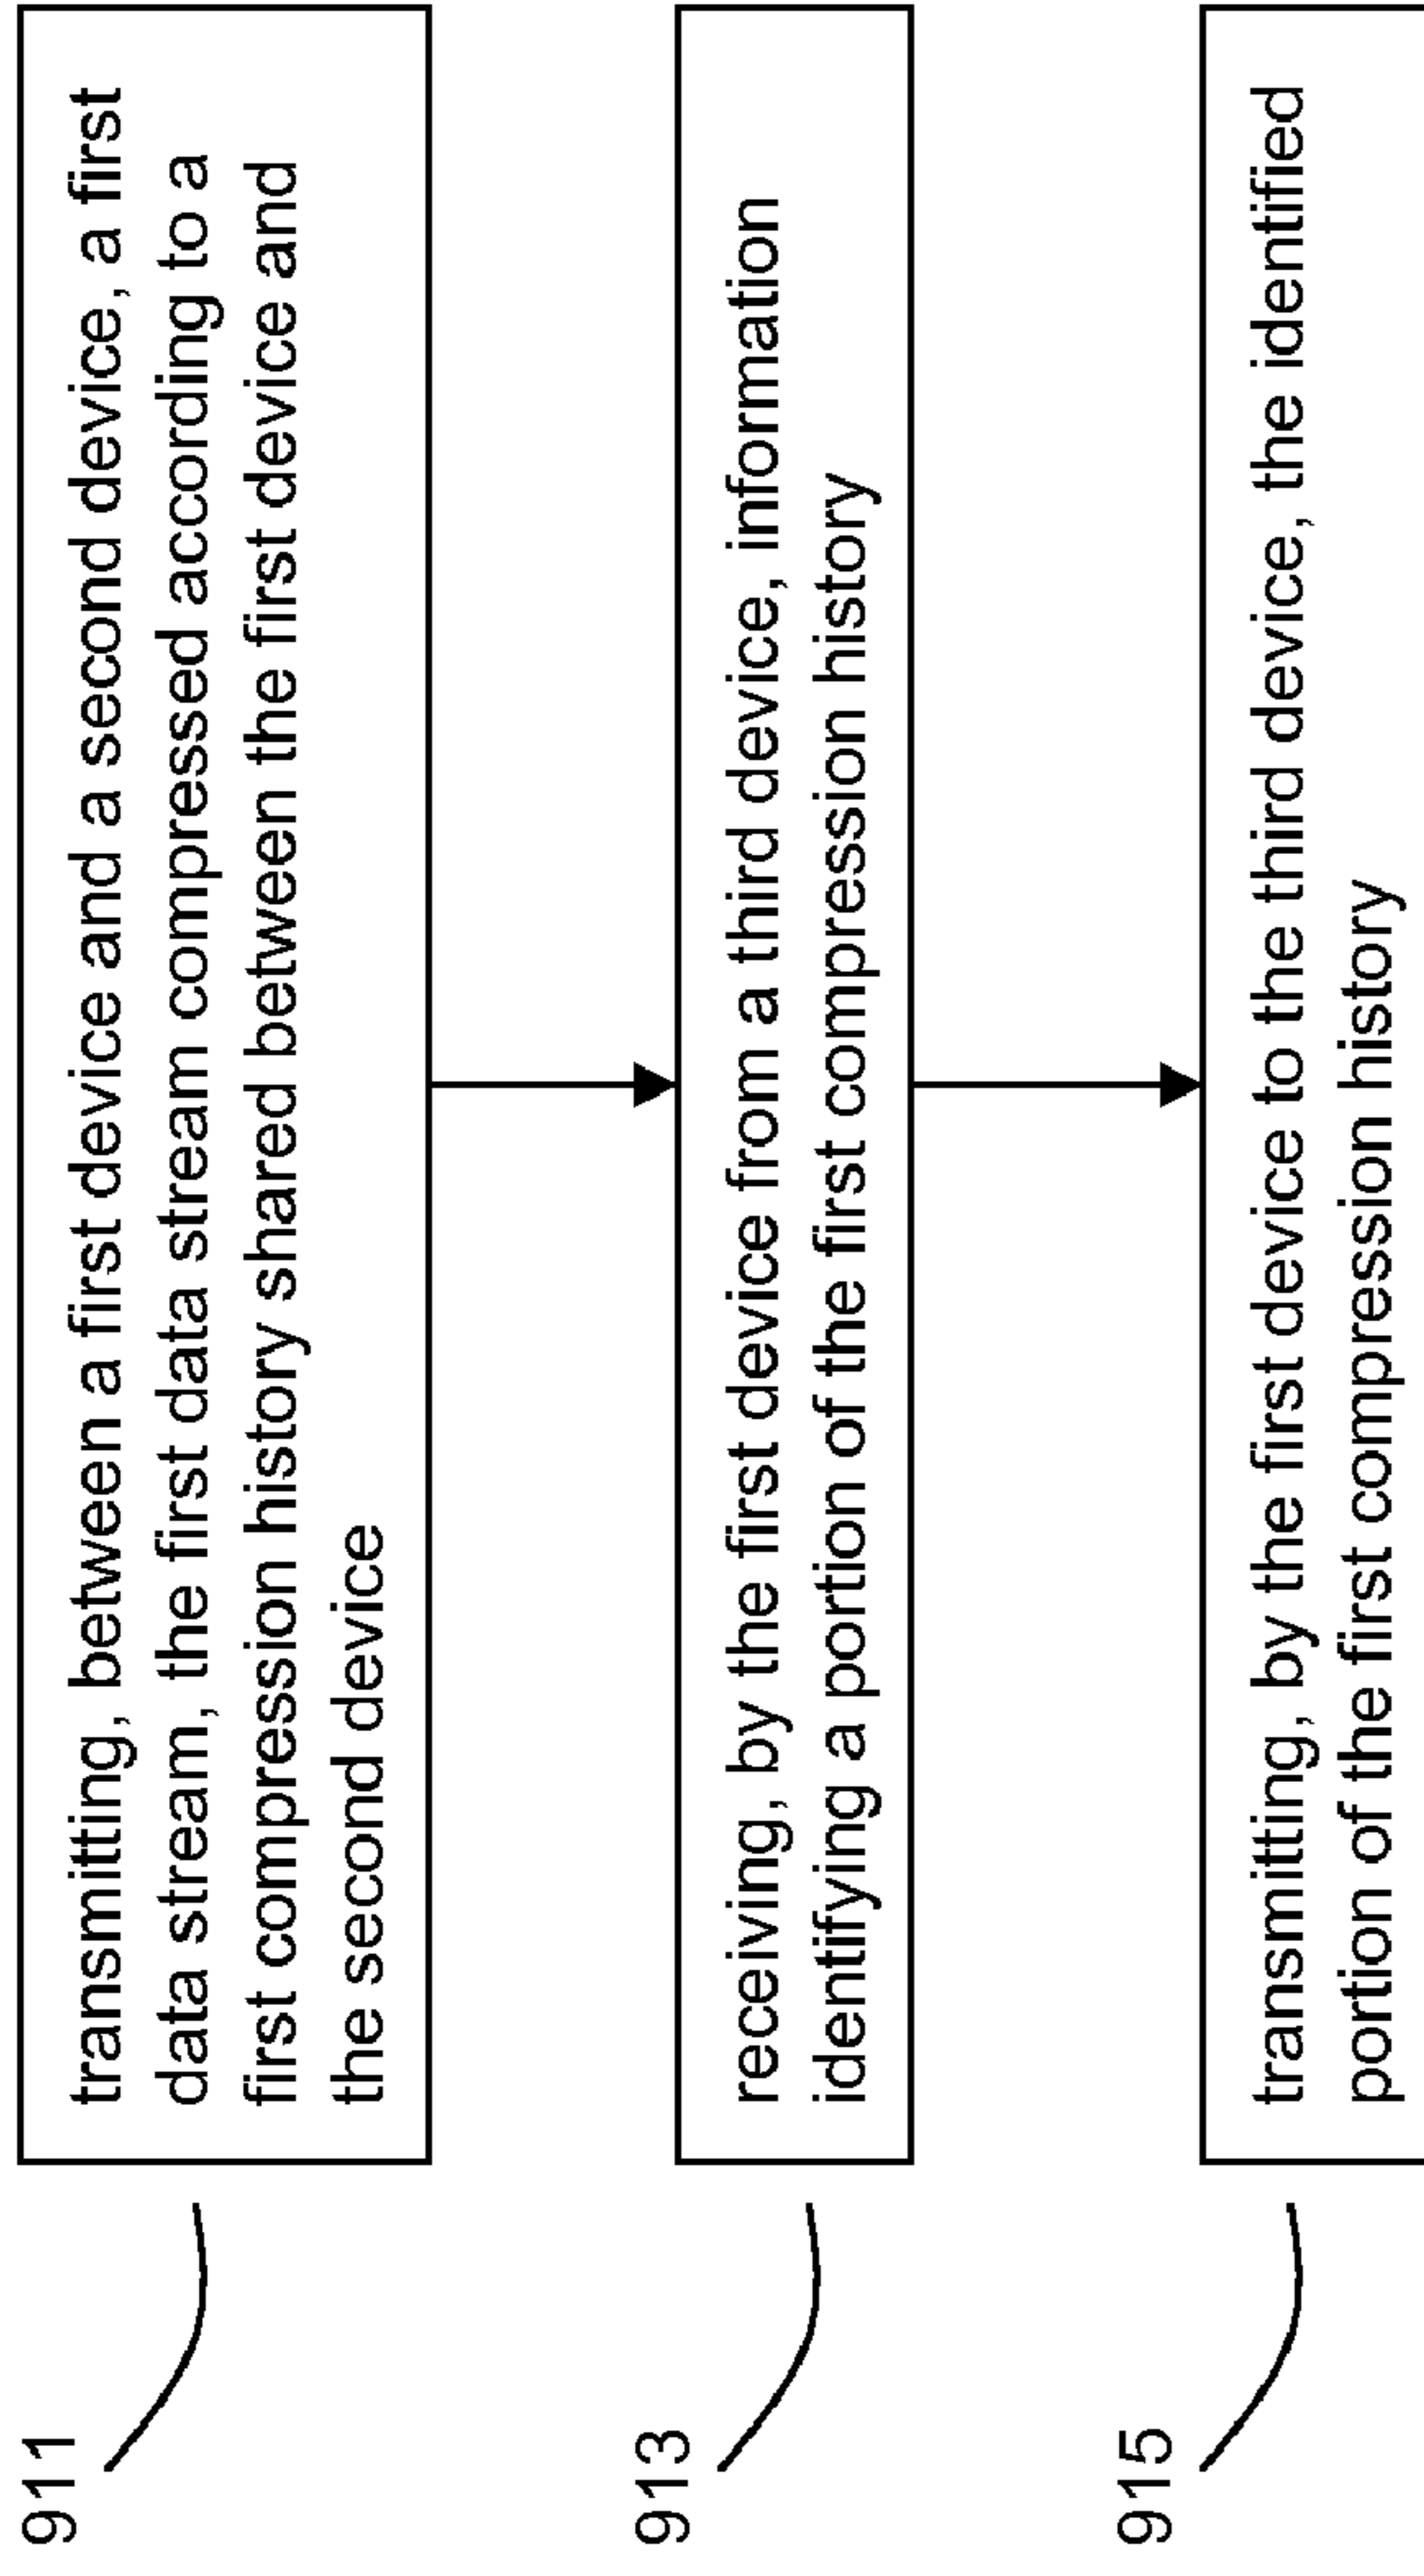 911
transmitting, between a first device and a second device, a first
data stream, the first data stream compressed according to a
first compression history shared between the first device and
the second device
913
receiving, by the first device from a third device, information
identifying a portion of the first compression history
915
transmitting, by the first device to the third device, the identified
portion of the first compression history